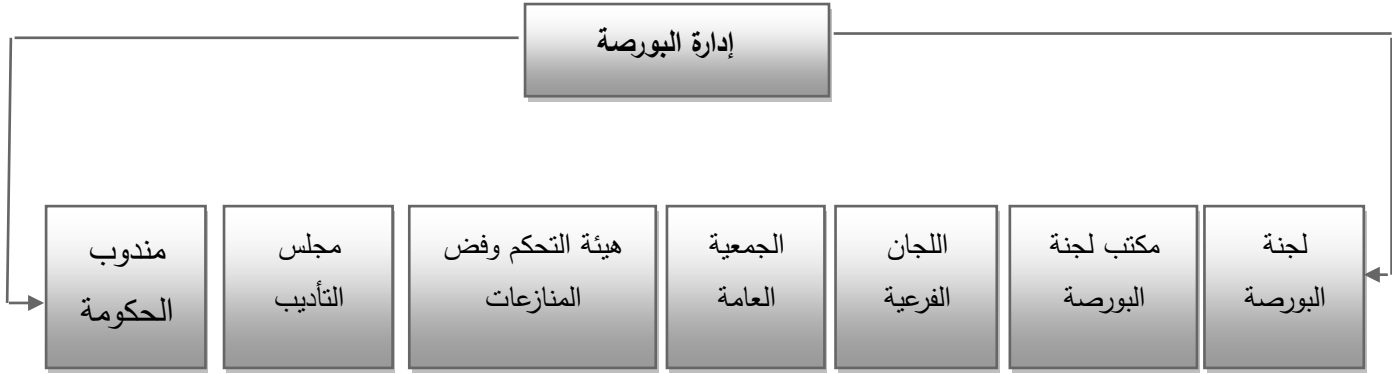 إدارة البورصة
لجنة
البورصة
مكتب لجنة
البورصة
اللجان
الفرعية
الجمعية
العامة
هيئة التحكم وفض
المنازعات
مجلس
التأديب
مندوب
الحكومة